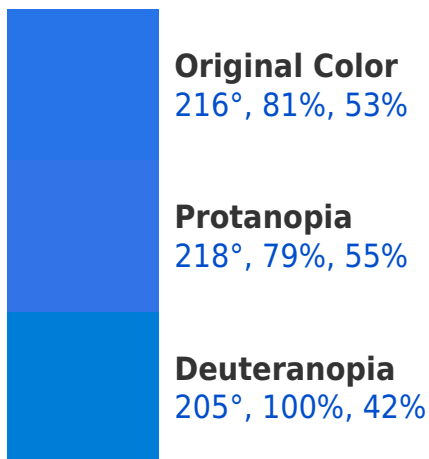 Original Color
216°, 81%, 53%
Protanopia
218°, 79%, 55%
Deuteranopia
205°, 100%, 42%